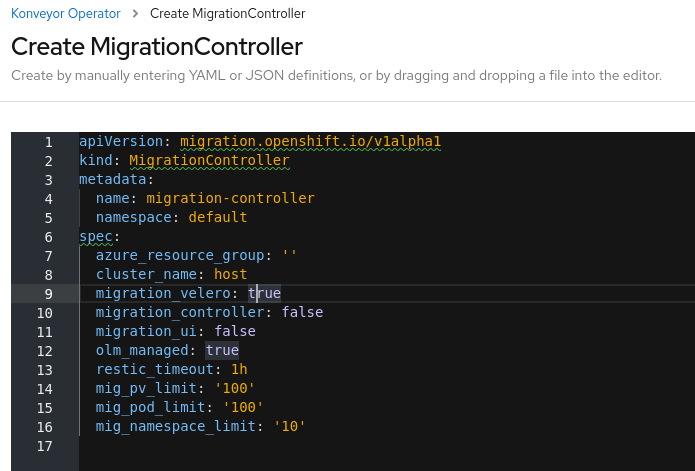 Konveyor Operator > Create MigrationController
Create MigrationController
Create by manually entering YAML or JSON definitions, or by dragging and dropping a file into the editor.
1 apiVersion: migration.openshift.io/v1alpha1
2 kind: MigrationController
3 metadata:
4   name: migration-controller
5   namespace: default
6 spec:
7   azure_resource_group: ''
8   cluster_name: host
9   migration_velero: true
10   migration_controller: false
11   migration_ui: false
12   olm_managed: true
13   restic_timeout: 1h
14   mig_pv_limit: '100'
15   mig_pod_limit: '100'
16   mig_namespace_limit: '10'
17